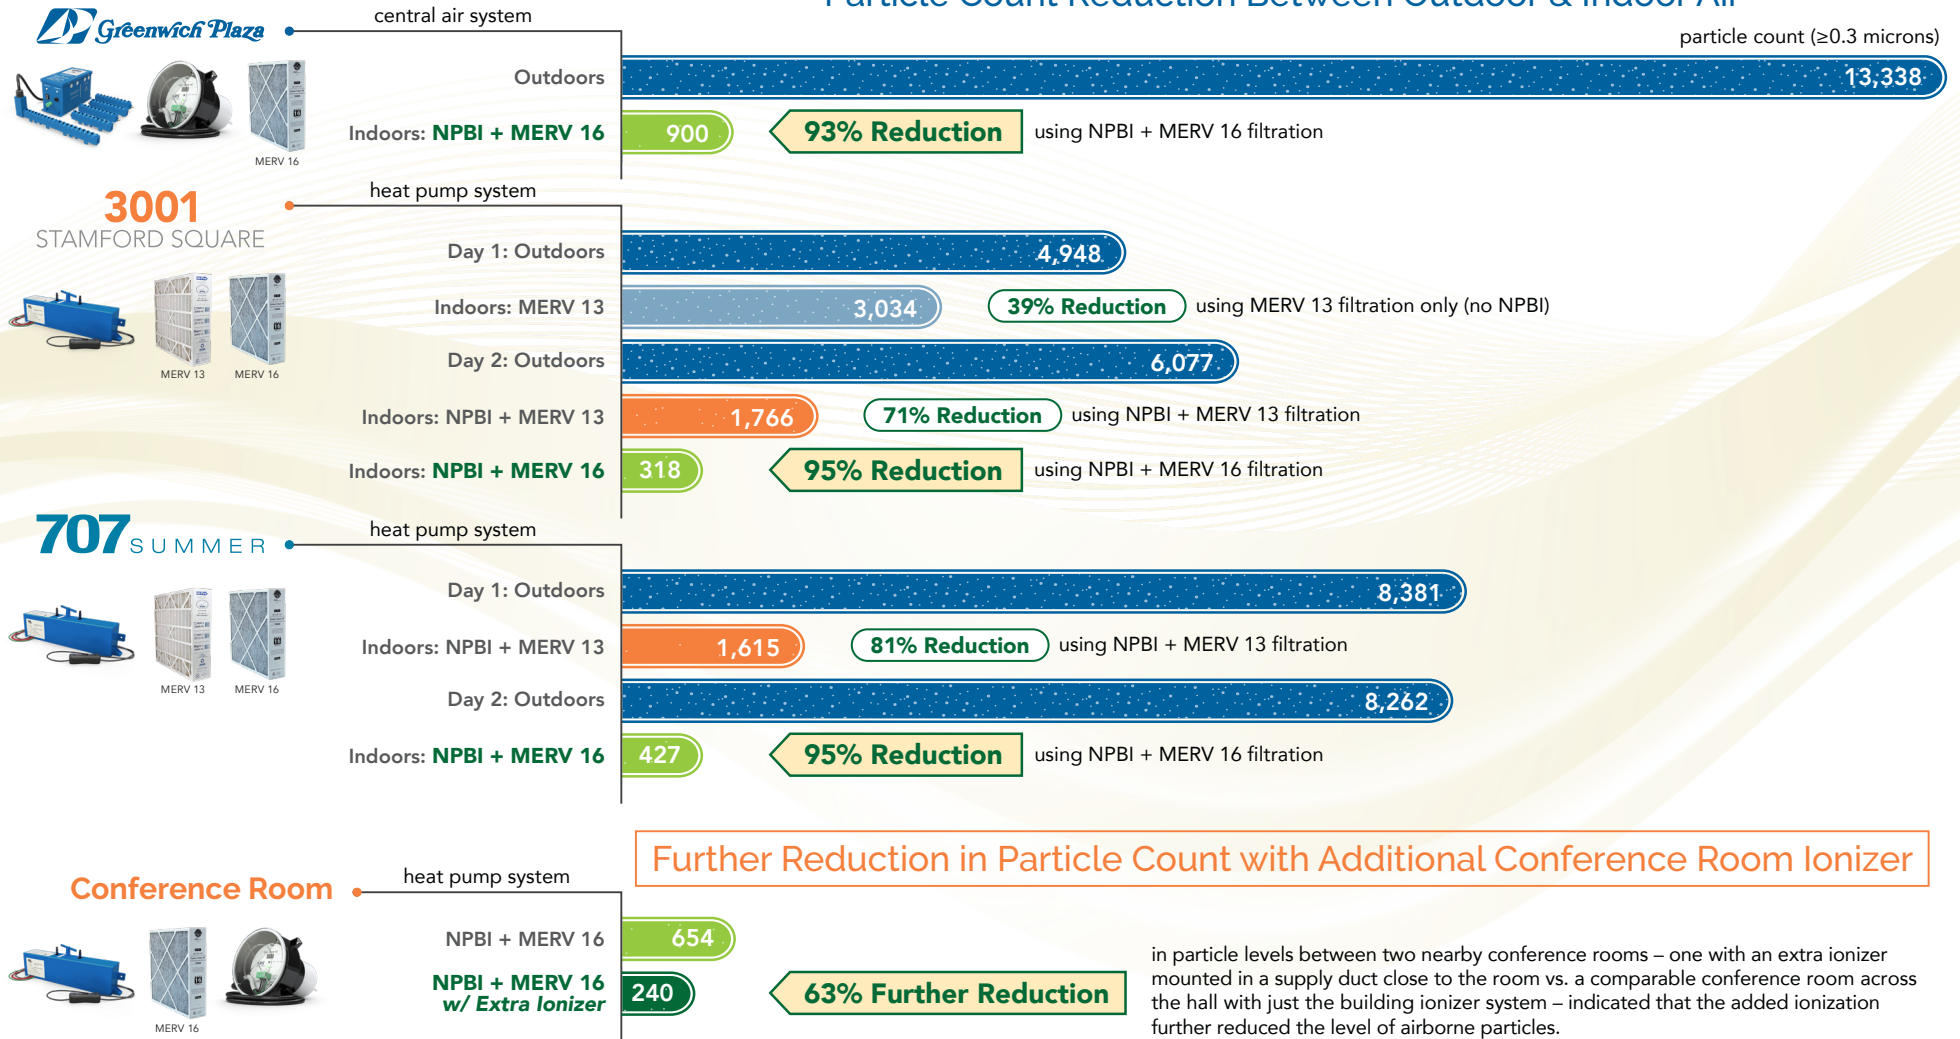 Particle Count Reduction Between Outdoor & Indoor Air
Greenwich Plaza
central air system
particle count (≥0.3 microns)
Outdoors
13,338
Indoors: NPBI + MERV 16
900
93% Reduction
using NPBI + MERV 16 filtration
MERV 16
3001
STAMFORD SQUARE
heat pump system
Day 1: Outdoors
4,948
Indoors: MERV 13
3,034
39% Reduction
using MERV 13 filtration only (no NPBI)
Day 2: Outdoors
6,077
MERV 13
MERV 16
Indoors: NPBI + MERV 13
1,766
71% Reduction
using NPBI + MERV 13 filtration
Indoors: NPBI + MERV 16
318
95% Reduction
using NPBI + MERV 16 filtration
707 SUMMER
heat pump system
Day 1: Outdoors
8,381
Indoors: NPBI + MERV 13
1,615
81% Reduction
using NPBI + MERV 13 filtration
MERV 13
MERV 16
Day 2: Outdoors
8,262
Indoors: NPBI + MERV 16
427
95% Reduction
using NPBI + MERV 16 filtration
Further Reduction in Particle Count with Additional Conference Room Ionizer
Conference Room
heat pump system
NPBI + MERV 16
654
NPBI + MERV 16
w/ Extra Ionizer
240
63% Further Reduction
MERV 16
in particle levels between two nearby conference rooms – one with an extra ionizer
mounted in a supply duct close to the room vs. a comparable conference room across
the hall with just the building ionizer system – indicated that the added ionization
further reduced the level of airborne particles.